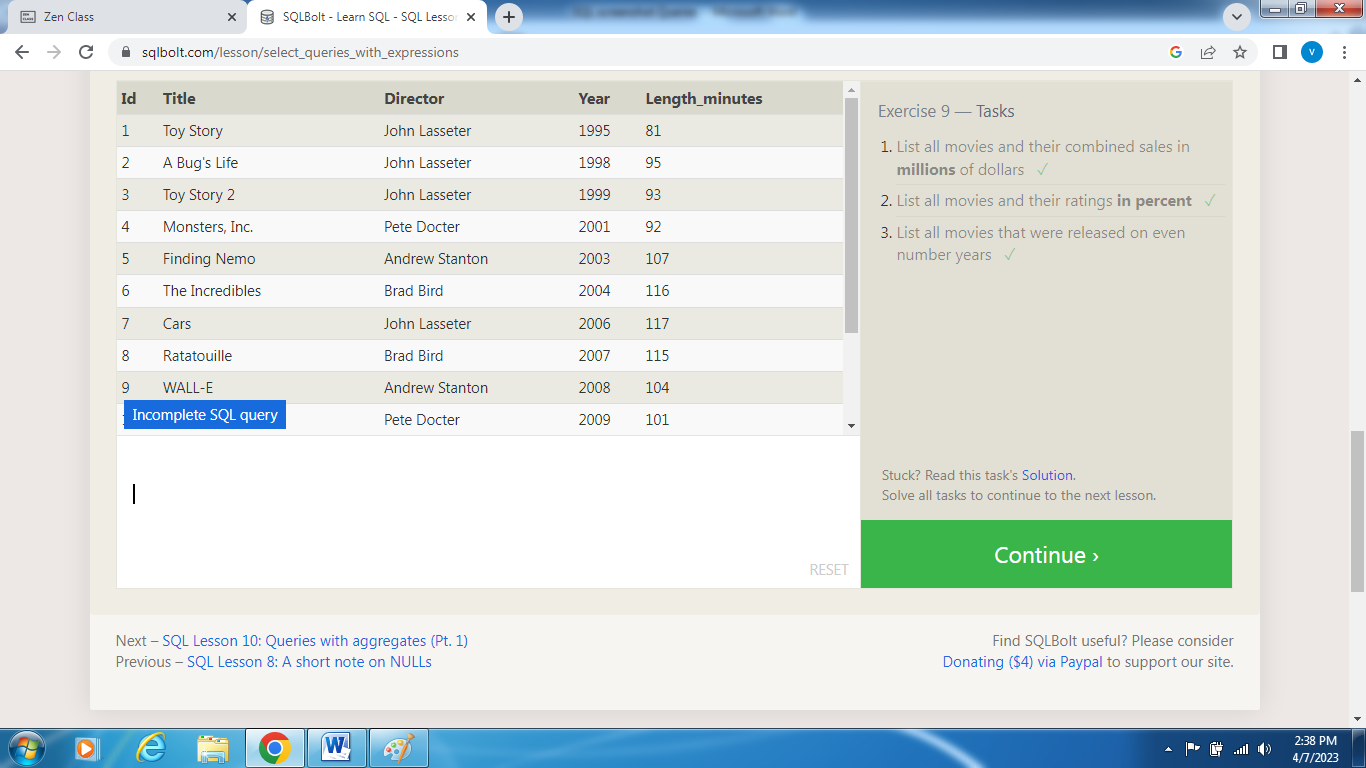 Zen Class
SQLBolt - Learn SQL - SQL Lesso
sqlbolt.com/lesson/select_queries_with_expressions
V
Id Title Director Year Length_minutes
1 Toy Story John Lasseter 1995 81
2 A Bug's Life John Lasseter 1998 95
3 Toy Story 2 John Lasseter 1999 93
4 Monsters, Inc. Pete Docter 2001 92
5 Finding Nemo Andrew Stanton 2003 107
6 The Incredibles Brad Bird 2004 116
7 Cars John Lasseter 2006 117
8 Ratatouille Brad Bird 2007 115
9 WALL-E Andrew Stanton 2008 104
Pete Docter 2009 101
Incomplete SQL query
RESET
Exercise 9 — Tasks
1. List all movies and their combined sales in
millions of dollars ✓
2. List all movies and their ratings in percent ✓
3. List all movies that were released on even
number years ✓
Stuck? Read this task's Solution.
Solve all tasks to continue to the next lesson.
Continue ›
Next – SQL Lesson 10: Queries with aggregates (Pt. 1)
Previous – SQL Lesson 8: A short note on NULLs
Find SQLBolt useful? Please consider
Donating ($4) via Paypal to support our site.
2:38 PM
4/7/2023